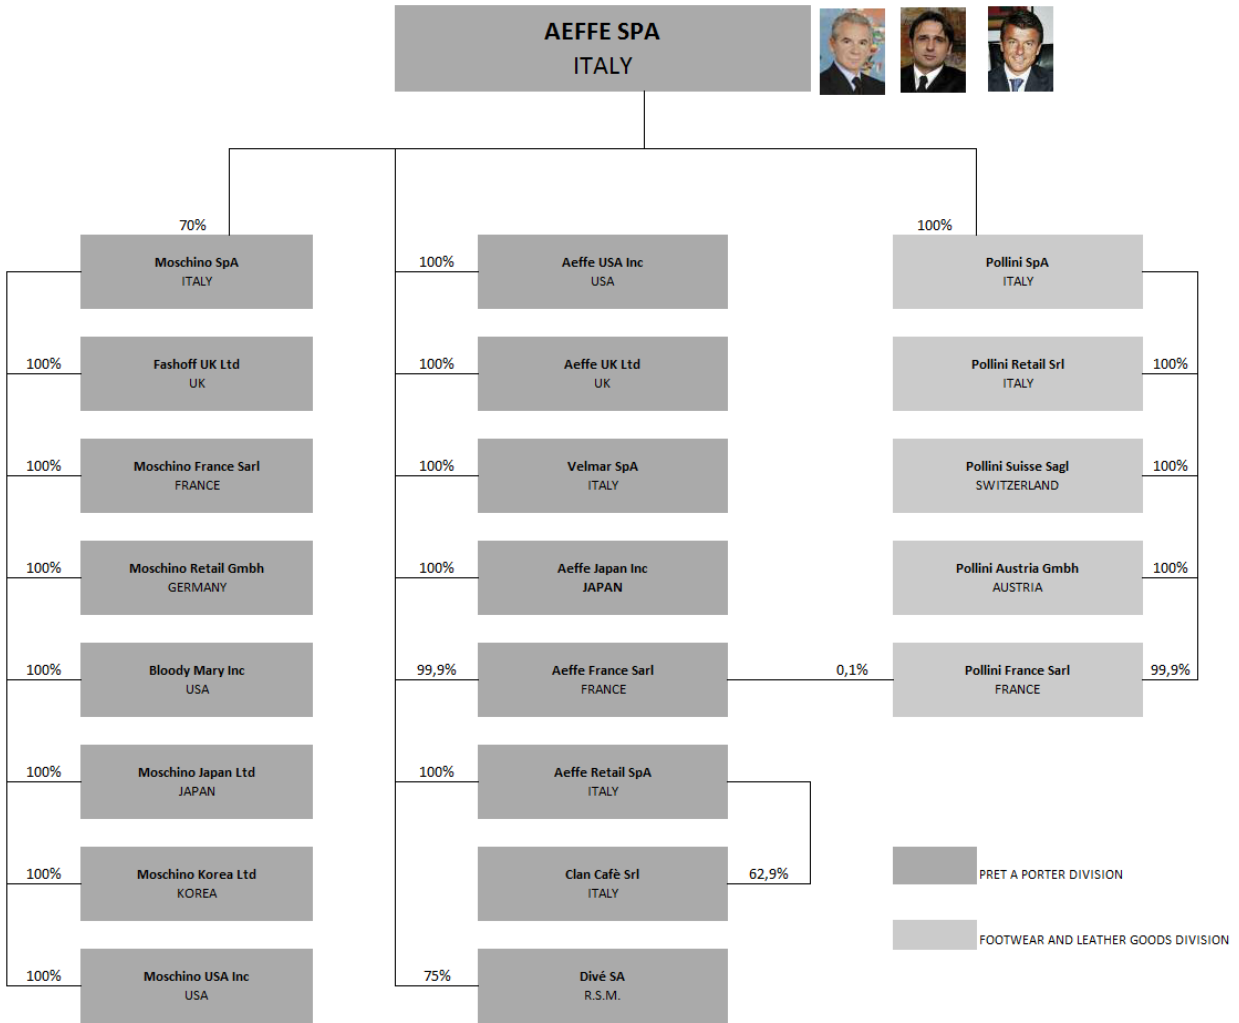 AEFFE SPA
ITALY
70%
100%
Moschino SpA
ITALY
100%
Aeffe USA Inc
USA
Pollini SpA
ITALY
100%
Fashoff UK Ltd
UK
100%
Aeffe UK Ltd
UK
Pollini Retail Srl
ITALY
100%
100%
Moschino France Sarl
FRANCE
100%
Velmar SpA
ITALY
Pollini Suisse Sagl
SWITZERLAND
100%
100%
Moschino Retail Gmbh
GERMANY
100%
Aeffe Japan Inc
JAPAN
Pollini Austria Gmbh
AUSTRIA
100%
100%
Bloody Mary Inc
USA
99,9%
Aeffe France Sarl
FRANCE
0,1%
Pollini France Sarl
FRANCE
99,9%
100%
Moschino Japan Ltd
JAPAN
100%
Aeffe Retail SpA
ITALY
100%
Moschino Korea Ltd
KOREA
Clan Cafè Srl
ITALY
62,9%
PRET A PORTER DIVISION
FOOTWEAR AND LEATHER GOODS DIVISION
100%
Moschino USA Inc
USA
75%
Divé SA
R.S.M.